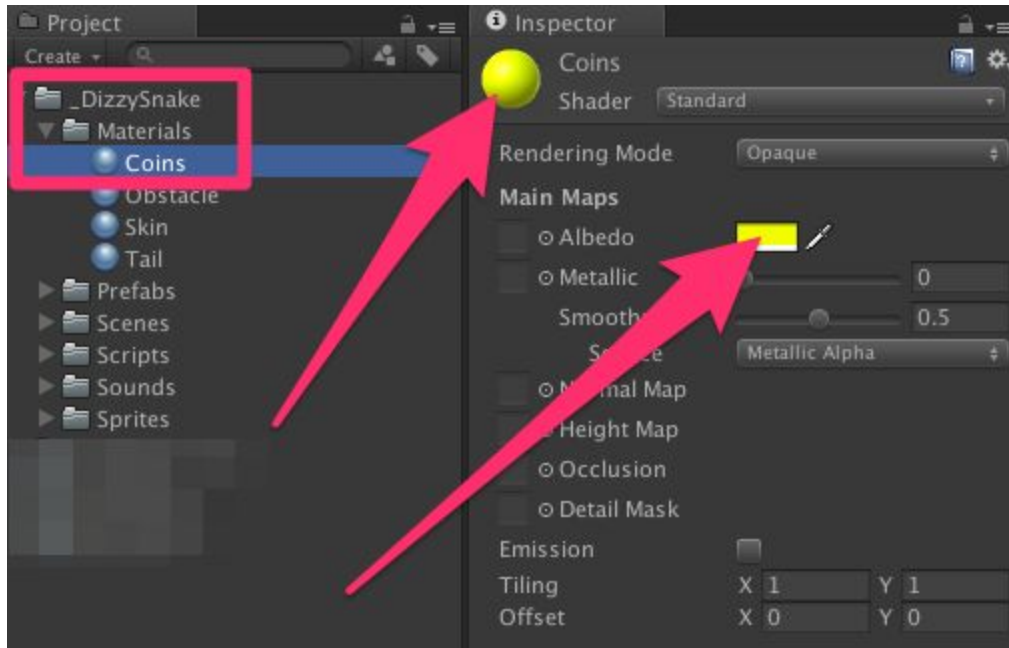 Project
Create
_DizzySnake
Materials
Coins
Obstacle
Skin
Tail
Prefabs
Scenes
Scripts
Sounds
Sprites
Inspector
Coins
Shader Standard
Rendering Mode Opaque
Main Maps
Albedo
Metallic 0
Smooth 0.5
Metallic Alpha
Map
Height Map
Occlusion
Detail Mask
Emission
Tiling X 1 Y 1
Offset X 0 Y 0